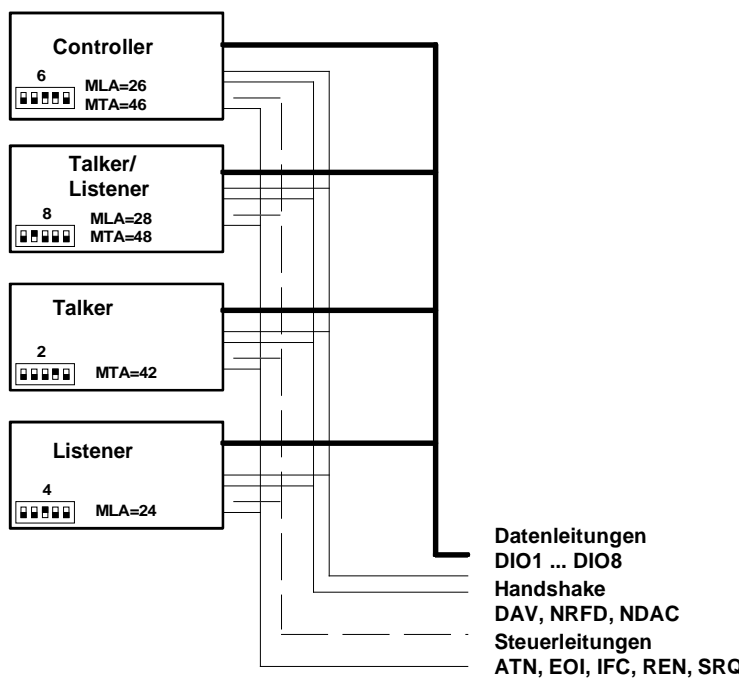 Controller
6
MLA=26
MTA=46
Talker/
Listener
8
MLA=28
MTA=48
Talker
2
MTA=42
Listener
4
MLA=24
Datenleitungen
DIO1 ... DIO8
Handshake
DAV, NRFD, NDAC
Steuerleitungen
ATN, EOI, IFC, REN, SRQ